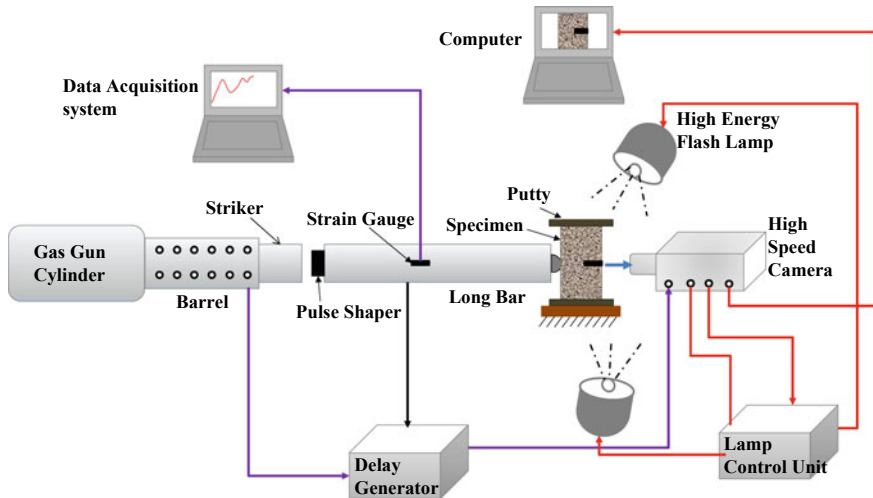 Computer
Data Acquisition
system
High Energy
Flash Lamp
Putty
Striker
Strain Gauge
Specimen
High
Speed
Camera
Gas Gun
Cylinder
Barrel
Pulse Shaper
Long Bar
Delay
Generator
Lamp
Control Unit